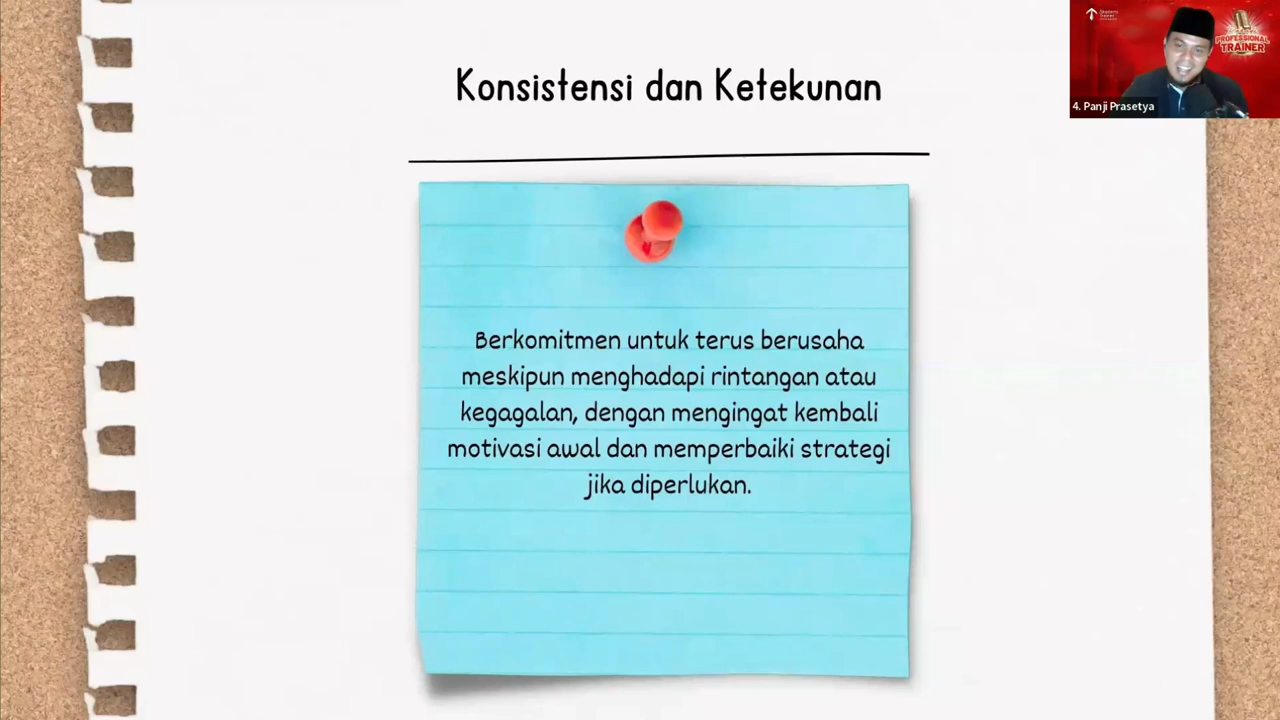 Konsistensi dan Ketekunan
Berkomitmen untuk terus berusaha
meskipun menghadapi rintangan atau
kegagalan, dengan mengingat kembali
motivasi awal dan memperbaiki strategi
jika diperlukan.
PROFESSIONAL
TRAINER
4. Panji Prasetya